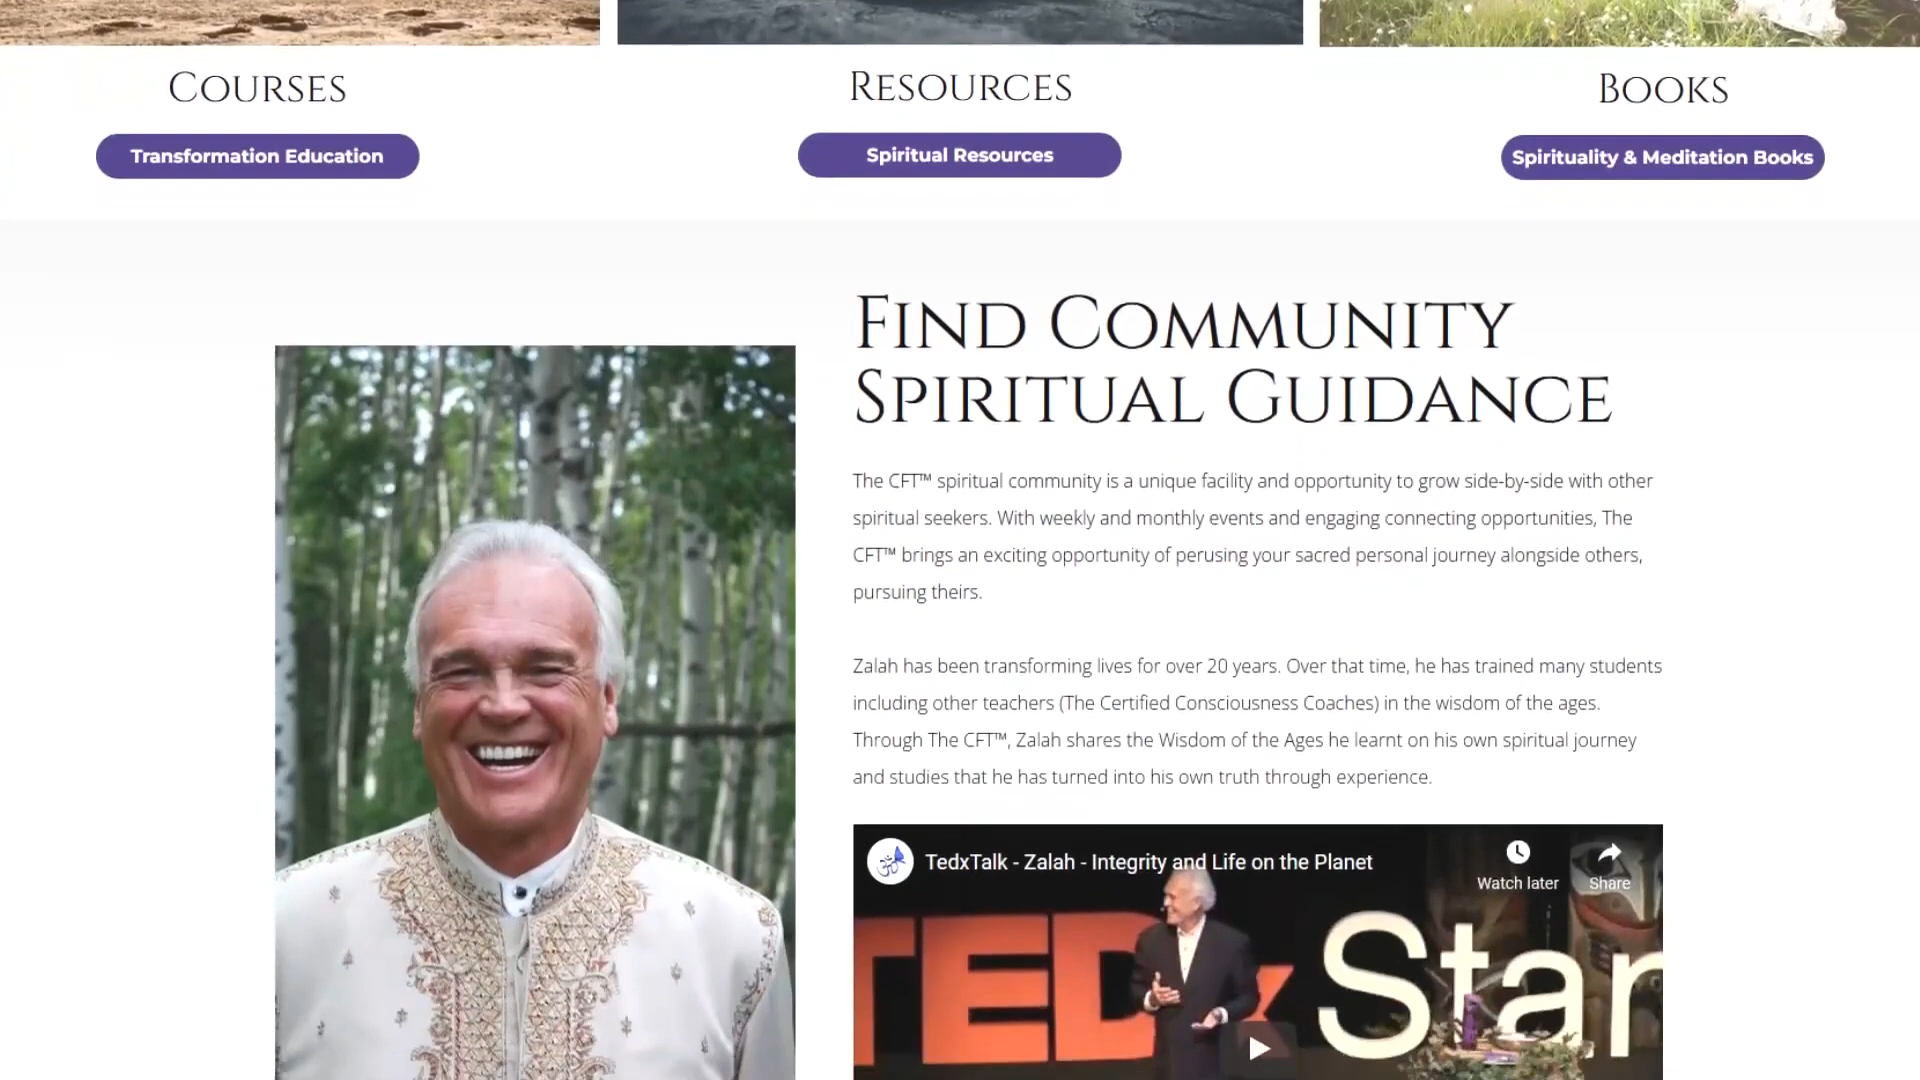 Courses
Resources
Books
Transformation Education
Spiritual Resources
Spirituality & Meditation Books
Find Community
Spiritual Guidance
The CFT™ spiritual community is a unique facility and opportunity to grow side-by-side with other
spiritual seekers. With weekly and monthly events and engaging connecting opportunities, The
CFT™ brings an exciting opportunity of perusing your sacred personal journey alongside others,
pursuing theirs.
Zalah has been transforming lives for over 20 years. Over that time, he has trained many students
including other teachers (The Certified Consciousness Coaches) in the wisdom of the ages.
Through The CFT™, Zalah shares the Wisdom of the Ages he learnt on his own spiritual journey
and studies that he has turned into his own truth through experience.
TedxTalk - Zalah - Integrity and Life on the Planet
Watch later
Share
TEDx Stan